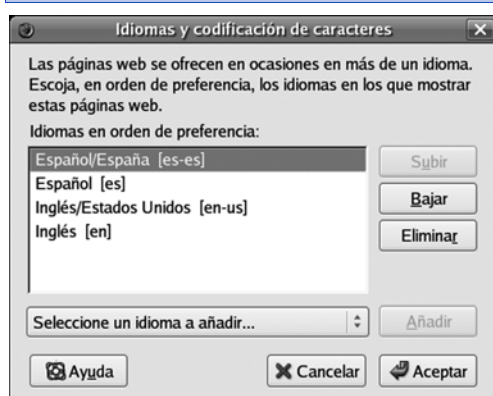 Idiomas y codificación de caracteres
Las páginas web se ofrecen en ocasiones en más de un idioma.
Escoja, en orden de preferencia, los idiomas en los que mostrar
estas páginas web.
Idiomas en orden de preferencia:
Español/España [es-es]
Español [es]
Inglés/Estados Unidos [en-us]
Inglés [en]
Subir
Bajar
Eliminar
Seleccione un idioma a añadir...
Añadir
Ayuda
Cancelar
Aceptar